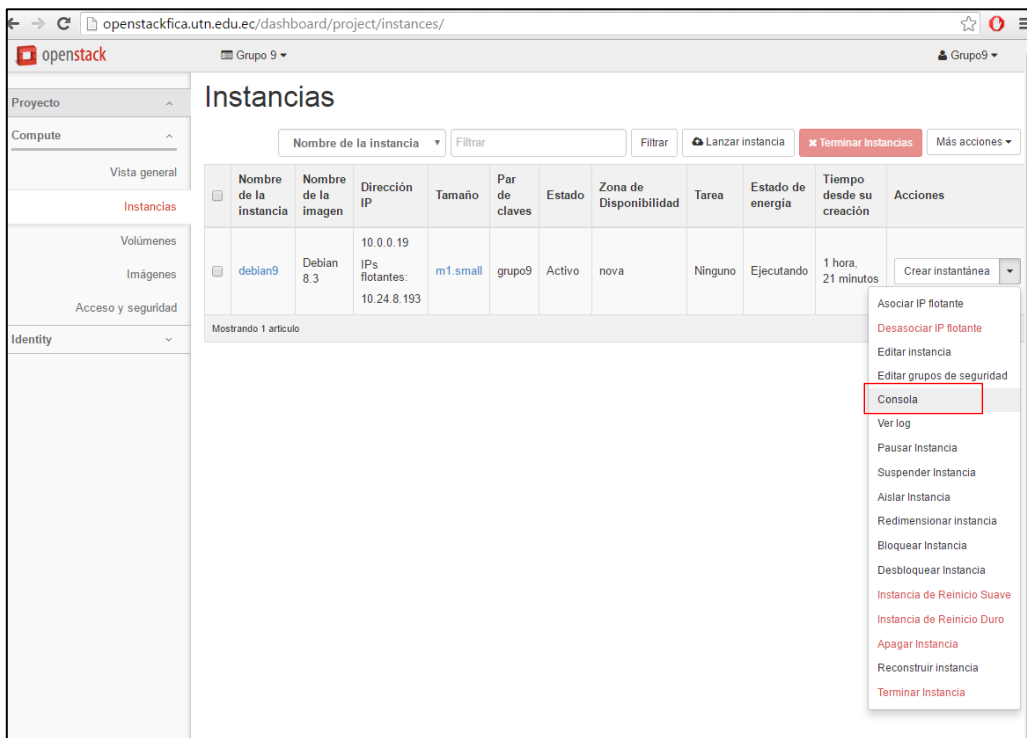 openstackfica.utn.edu.ec/dashboard/project/instances/
openstack
Grupo 9
Grupo9
Proyecto
Compute
Vista general
Instancias
Volúmenes
Imágenes
Acceso y seguridad
Identity
Instancias
Nombre de la instancia
Filtrar
Filtrar
Lanzar instancia
Terminar Instancias
Más acciones
Nombre
de la
instancia
Nombre
de la
imagen
Dirección
IP
Tamaño
Par
de
claves
Estado
Zona de
Disponibilidad
Tarea
Estado de
energía
Tiempo
desde su
creación
Acciones
debian9
Debian
8.3
10.0.0.19
IPs
flotantes:
10.24.8.193
m1.small
grupo9
Activo
nova
Ninguno
Ejecutando
1 hora,
21 minutos
Crear instantánea
Mostrando 1 articulo
Asociar IP flotante
Desasociar IP flotante
Editar instancia
Editar grupos de seguridad
Consola
Ver log
Pausar Instancia
Suspender Instancia
Aislar Instancia
Redimensionar instancia
Bloquear Instancia
Desbloquear Instancia
Instancia de Reinicio Suave
Instancia de Reinicio Duro
Apagar Instancia
Reconstruir instancia
Terminar Instancia